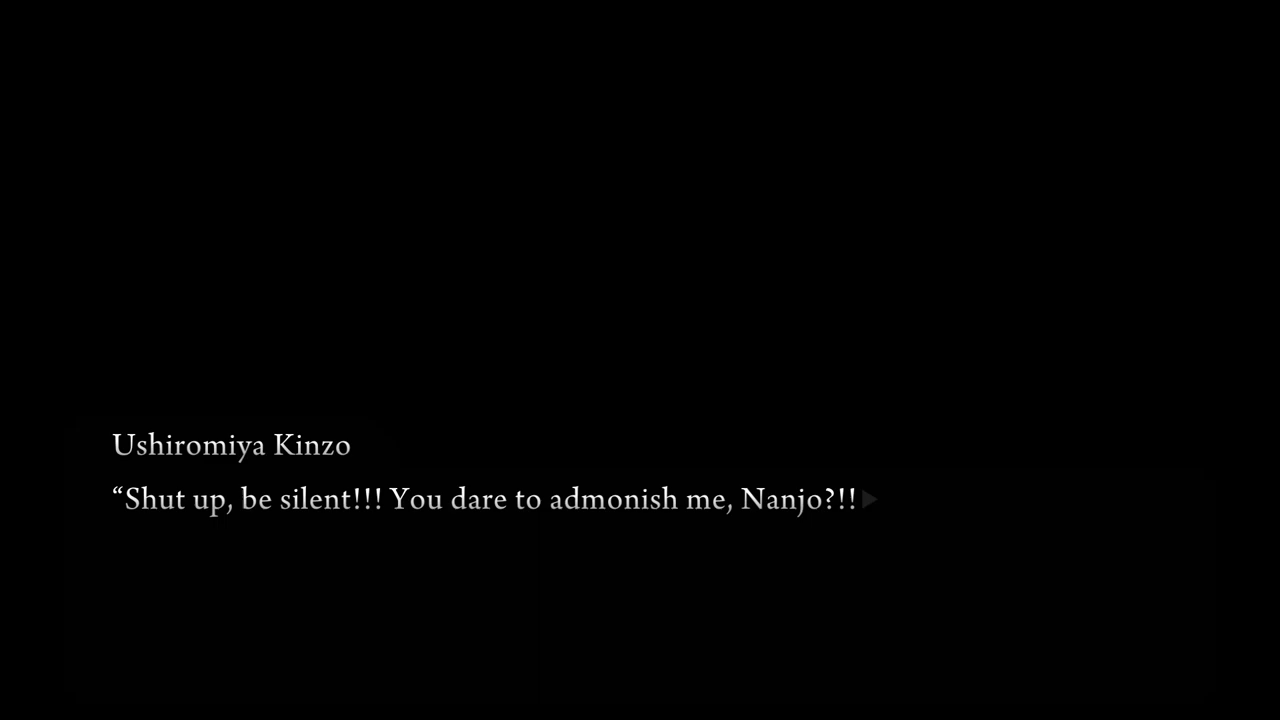 Ushiromiya Kinzo
“Shut up, be silent!!! You dare to admonish me, Nanjo?!!